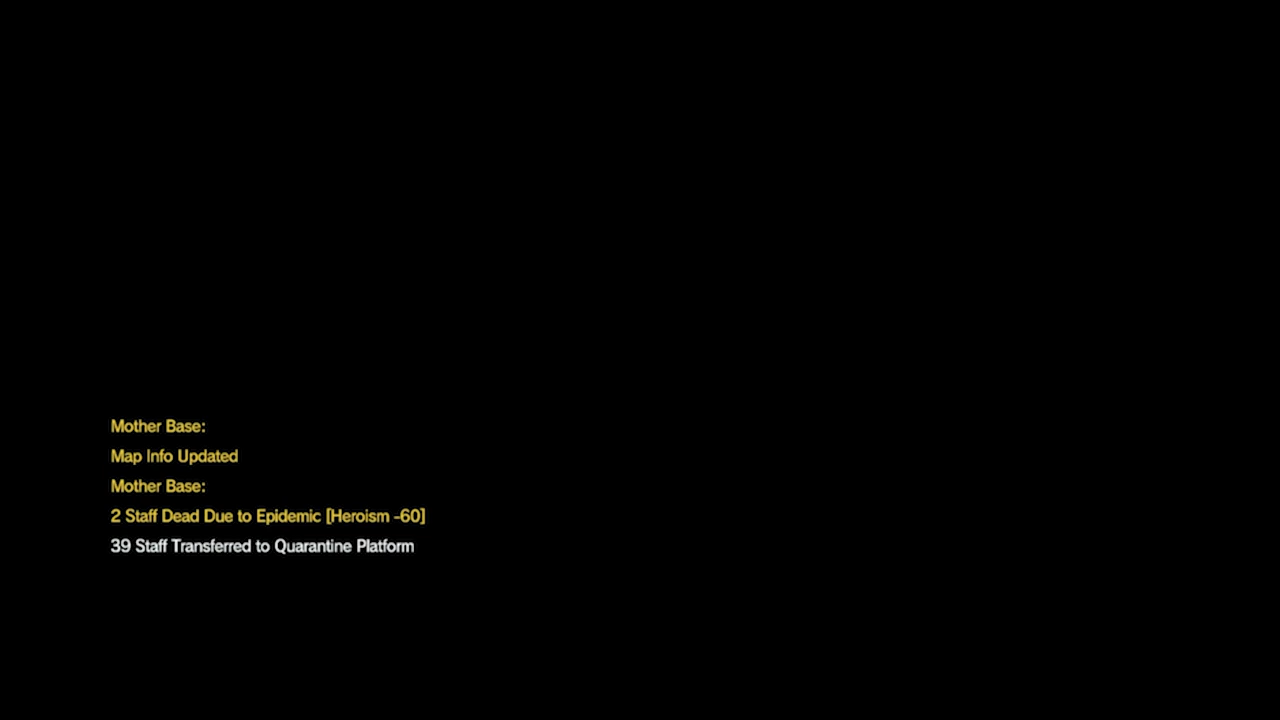 Mother Base:
Map Info Updated
Mother Base:
2 Staff Dead Due to Epidemic [Heroism -60]
39 Staff Transferred to Quarantine Platform